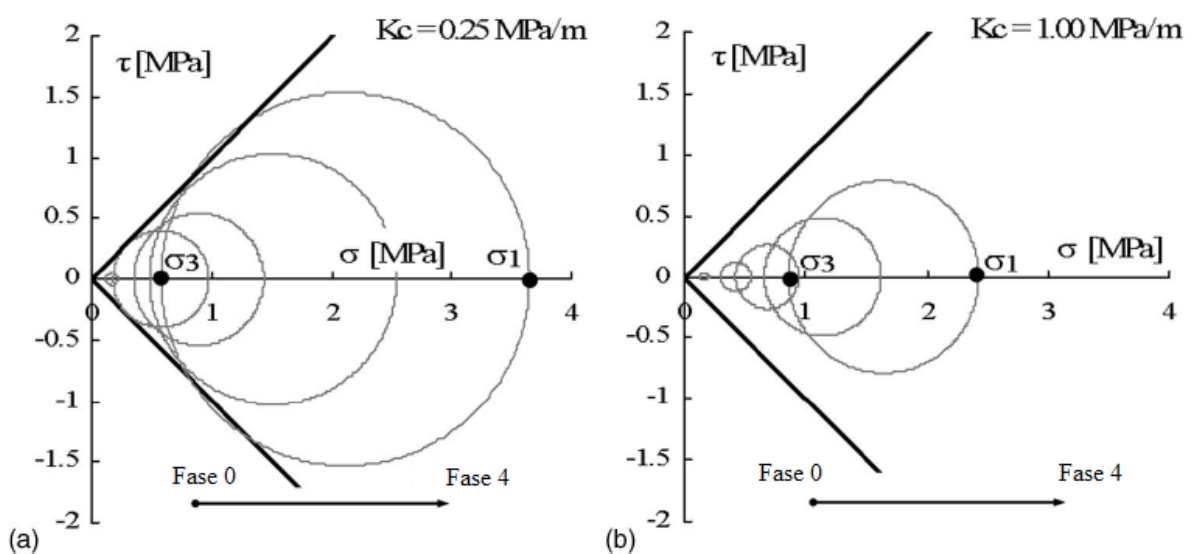 Kc = 0.25 MPa/m
τ [MPa]
2
1.5
1
0.5
0
-0.5
-1
-1.5
-2
σ3
σ [MPa]
σ1
0
1
2
3
4
Fase 0
Fase 4
(a)
Kc = 1.00 MPa/m
τ [MPa]
2
1.5
1
0.5
0
-0.5
-1
-1.5
-2
σ3
σ1
σ [MPa]
0
1
2
3
4
Fase 0
Fase 4
(b)